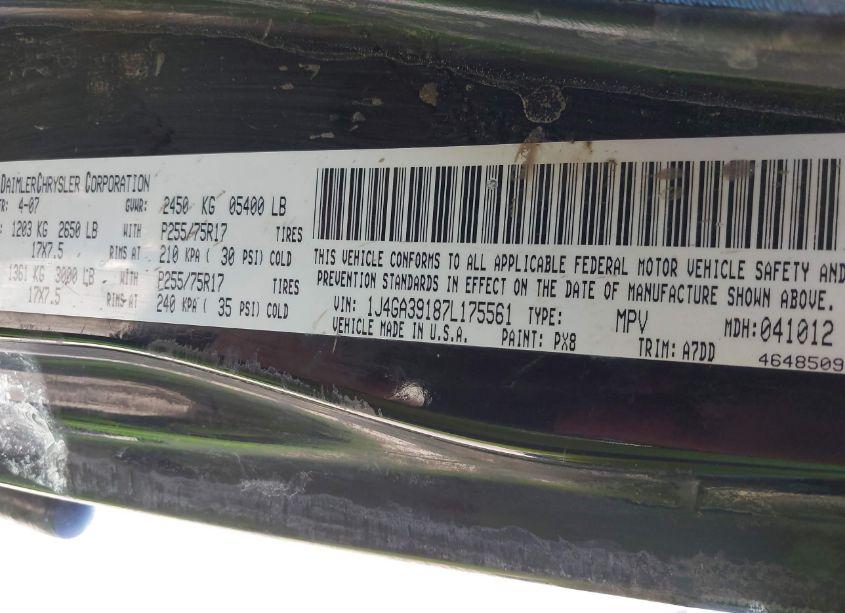 DAIMLERCHRYSLER CORPORATION
TR: 4-07 GVWR: 2450 KG 05400 LB
: 1203 KG 2650 LB WITH P255/75R17 TIRES
17X7.5 RIMS AT 210 KPA ( 30 PSI) COLD
1361 KG 3000 LB WITH P255/75R17 TIRES
17X7.5 RIMS AT 240 KPA ( 35 PSI) COLD
THIS VEHICLE CONFORMS TO ALL APPLICABLE FEDERAL MOTOR VEHICLE SAFETY AND
PREVENTION STANDARDS IN EFFECT ON THE DATE OF MANUFACTURE SHOWN ABOVE.
VIN: 1J4GA39187L175561 TYPE: MPV MDH: 041012
VEHICLE MADE IN U.S.A. PAINT: PX8 TRIM: A7DD
4648509